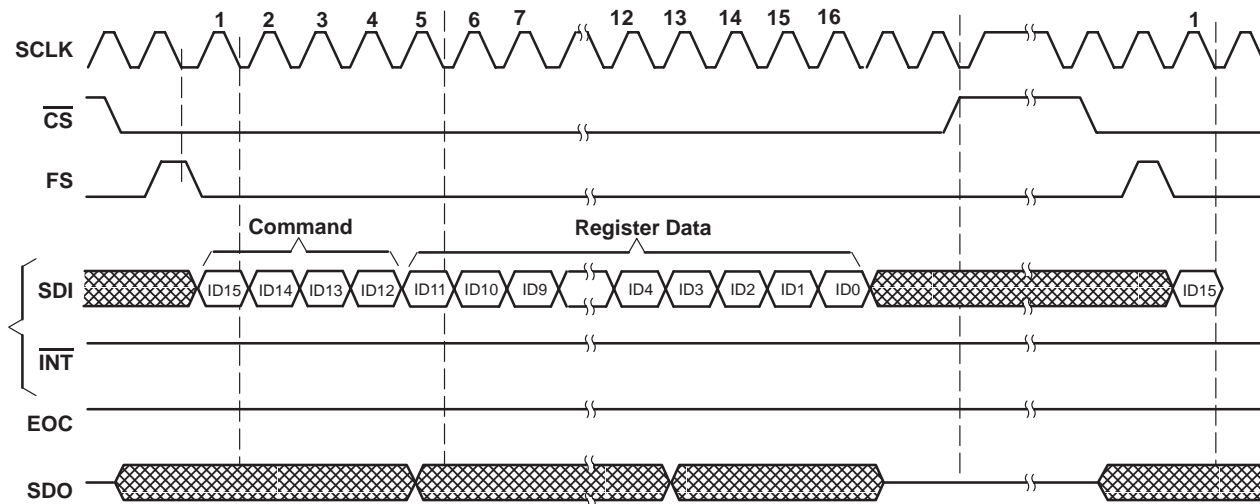 1 2 3 4 5 6 7 12 13 14 15 16 1
SCLK
CS
FS
Command Register Data
SDI ID15 ID14 ID13 ID12 ID11 ID10 ID9 ID4 ID3 ID2 ID1 ID0 ID15
INT
EOC
SDO